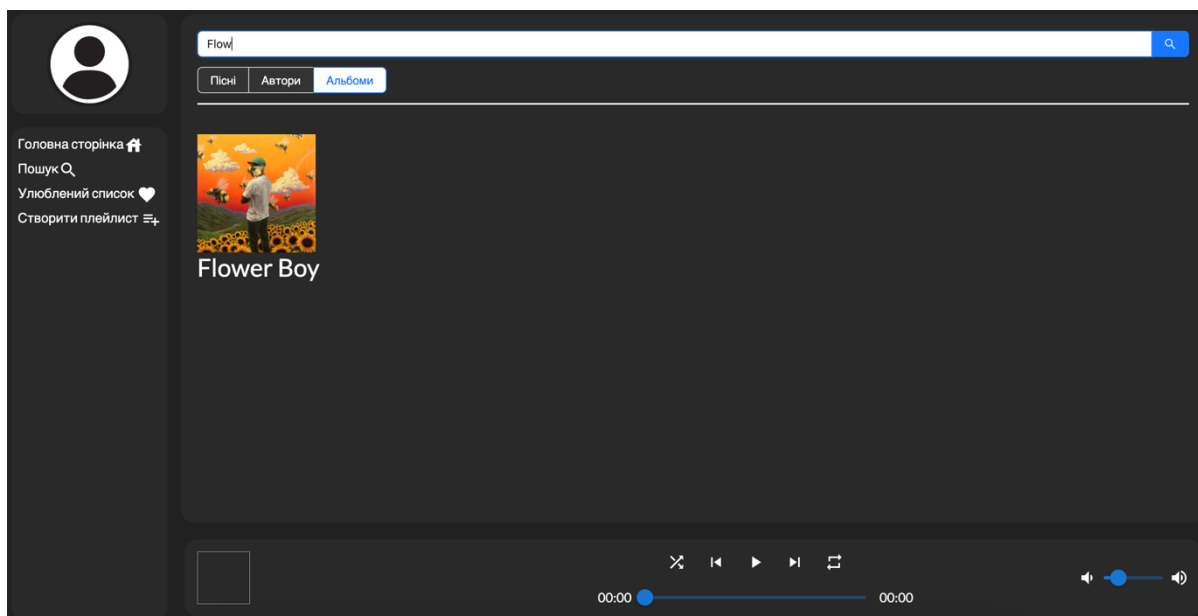 Flow
Пісні Автори Альбоми
Головна сторінка
Пошук
Улюблений список
Створити плейлист
Flower Boy
00:00 00:00